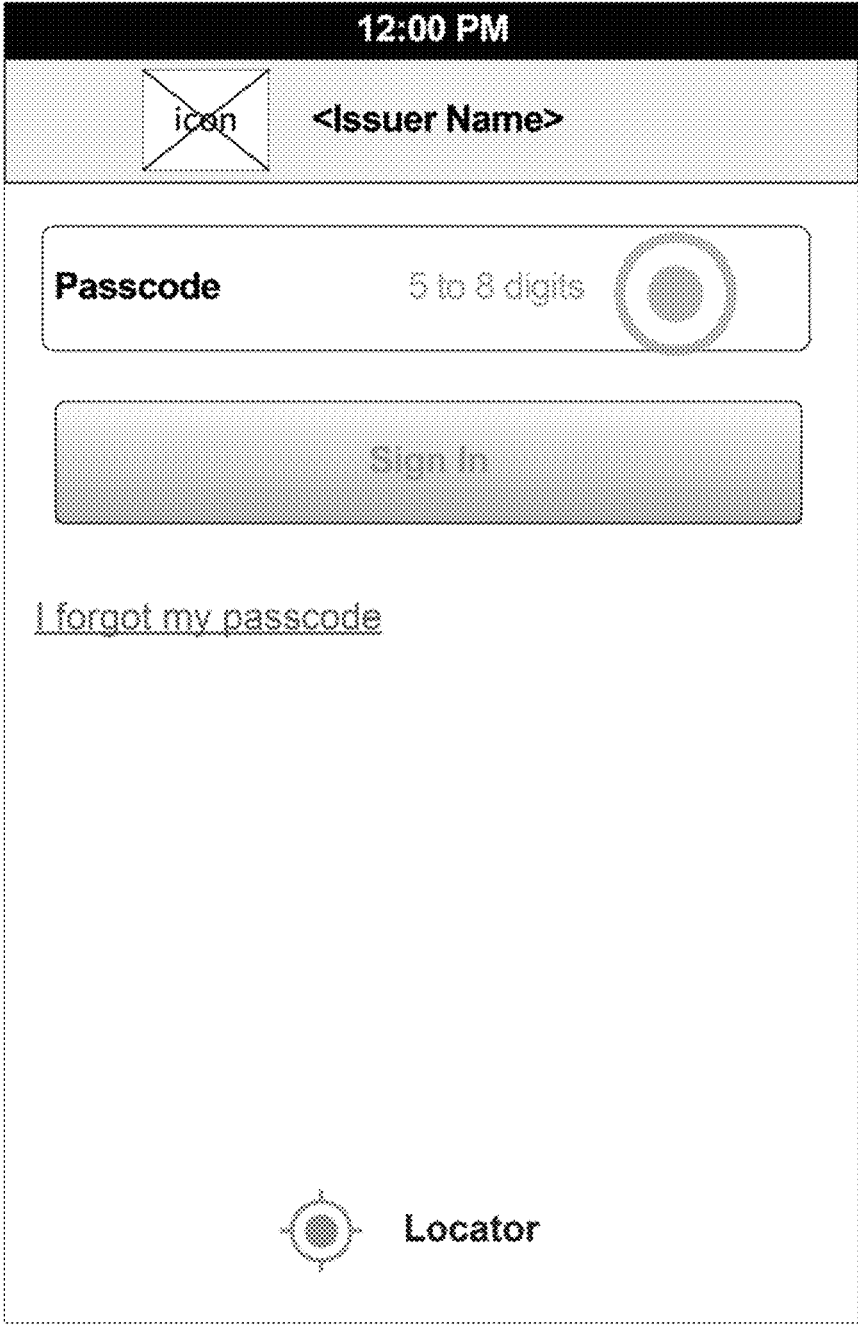 12:00 PM
icon <Issuer Name>
Passcode 5 to 8 digits
Sign In
I forgot my passcode
Locator